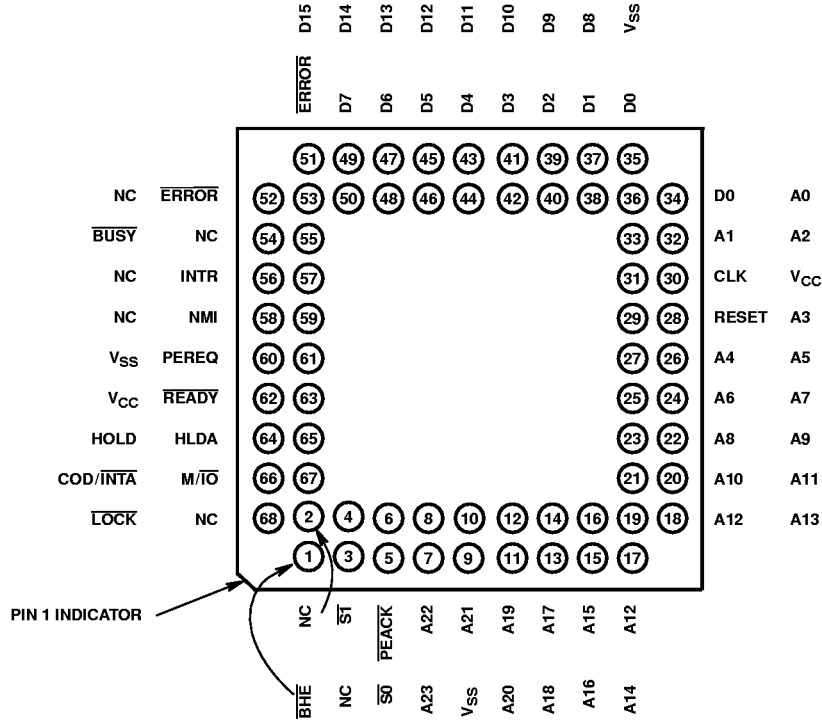 D15 D14 D13 D12 D11 D10 D9 D8 VSS
ERROR D7 D6 D5 D4 D3 D2 D1 D0
51 49 47 45 43 41 39 37 35
NC ERROR 52 53 50 48 46 44 42 40 38 36 34 D0 A0
BUSY NC 54 55 33 32 A1 A2
NC INTR 56 57 31 30 CLK VCC
NC NMI 58 59 29 28 RESET A3
VSS PEREQ 60 61 27 26 A4 A5
VCC READY 62 63 25 24 A6 A7
HOLD HLDA 64 65 23 22 A8 A9
COD/INTA M/IO 66 67 21 20 A10 A11
LOCK NC 68 2 4 6 8 10 12 14 16 19 18 A12 A13
1 3 5 7 9 11 13 15 17
PIN 1 INDICATOR
NC S1 PEACK A22 A21 A19 A17 A15 A12
BHE NC S0 A23 VSS A20 A18 A16 A14